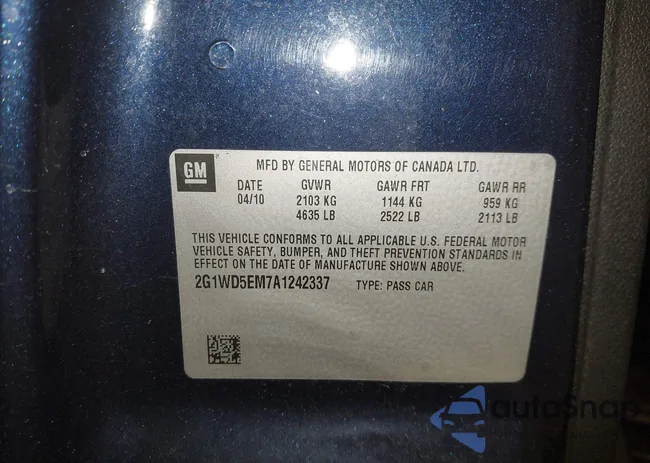 GM
MFD BY GENERAL MOTORS OF CANADA LTD.
DATE GVWR GAWR FRT GAWR RR
04/10 2103 KG 1144 KG 959 KG
4635 LB 2522 LB 2113 LB
THIS VEHICLE CONFORMS TO ALL APPLICABLE U.S. FEDERAL MOTOR
VEHICLE SAFETY, BUMPER, AND THEFT PREVENTION STANDARDS IN
EFFECT ON THE DATE OF MANUFACTURE SHOWN ABOVE.
2G1WD5EM7A1242337 TYPE: PASS CAR
autoSnap